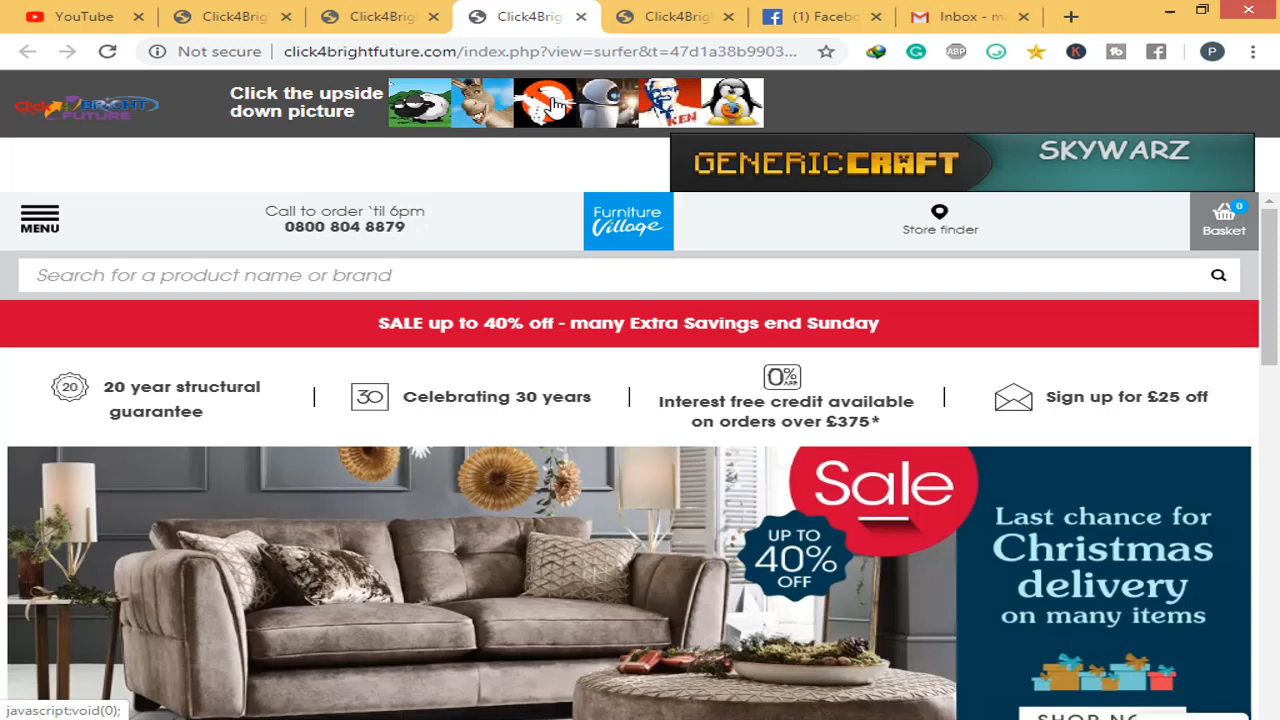 YouTube
Click4Brig
Click4Brig
Click4Brig
Click4Brig
(1) Facebo
Inbox - m
Not secure
click4brightfuture.com/index.php?view=surfer&t=47d1a38b9903...
ABP
K
P
Click BRIGHT
FUTURE
Click the upside
down picture
KEN
GENERICCRAFT
SKYWARZ
MENU
Call to order ‘til 6pm
0800 804 8879
Furniture
Village
Store finder
0
Basket
Search for a product name or brand
SALE up to 40% off - many Extra Savings end Sunday
20
20 year structural
guarantee
30
Celebrating 30 years
0%
APR
Interest free credit available
on orders over £375*
Sign up for £25 off
Sale
UP TO
40%
OFF
Last chance for
Christmas
delivery
on many items
javascript:void(0);